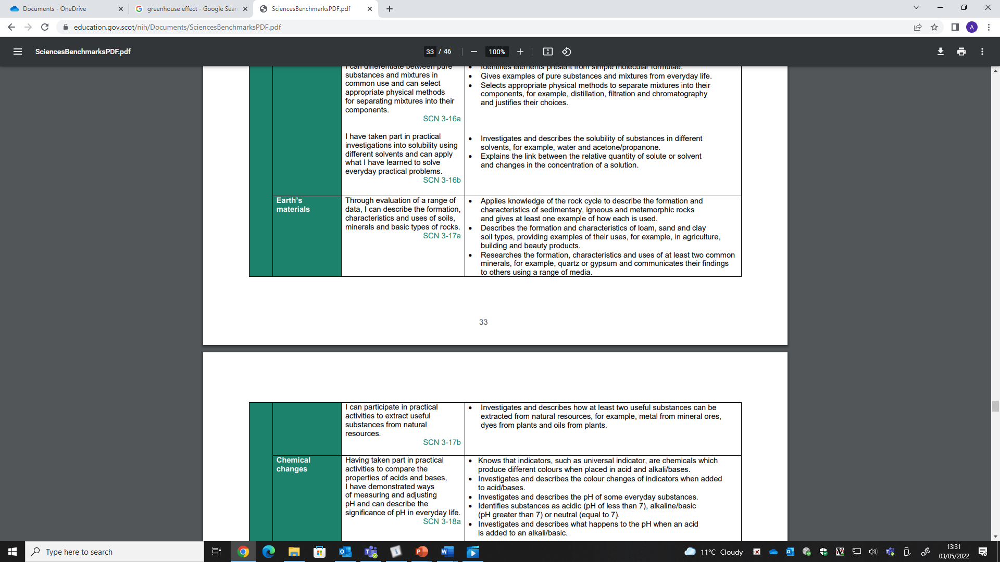 Documents - OneDrive
greenhouse effect - Google Sear
SciencesBenchmarksPDF.pdf
education.gov.scot/nih/Documents/SciencesBenchmarksPDF.pdf
A
SciencesBenchmarksPDF.pdf
33 / 46
100%
I can differentiate between pure
substances and mixtures in
common use and can select
appropriate physical methods
for separating mixtures into their
components.
SCN 3-16a
• Identifies elements present from simple molecular formulae.
• Gives examples of pure substances and mixtures from everyday life.
• Selects appropriate physical methods to separate mixtures into their
components, for example, distillation, filtration and chromatography
and justifies their choices.
I have taken part in practical
investigations into solubility using
different solvents and can apply
what I have learned to solve
everyday practical problems.
SCN 3-16b
• Investigates and describes the solubility of substances in different
solvents, for example, water and acetone/propanone.
• Explains the link between the relative quantity of solute or solvent
and changes in the concentration of a solution.
Earth's
materials
Through evaluation of a range of
data, I can describe the formation,
characteristics and uses of soils,
minerals and basic types of rocks.
SCN 3-17a
• Applies knowledge of the rock cycle to describe the formation and
characteristics of sedimentary, igneous and metamorphic rocks
and gives at least one example of how each is used.
• Describes the formation and characteristics of loam, sand and clay
soil types, providing examples of their uses, for example, in agriculture,
building and beauty products.
• Researches the formation, characteristics and uses of at least two common
minerals, for example, quartz or gypsum and communicates their findings
to others using a range of media.
33
I can participate in practical
activities to extract useful
substances from natural
resources.
SCN 3-17b
• Investigates and describes how at least two useful substances can be
extracted from natural resources, for example, metal from mineral ores,
dyes from plants and oils from plants.
Chemical
changes
Having taken part in practical
activities to compare the
properties of acids and bases,
I have demonstrated ways
of measuring and adjusting
pH and can describe the
significance of pH in everyday life.
SCN 3-18a
• Knows that indicators, such as universal indicator, are chemicals which
produce different colours when placed in acid and alkali/bases.
• Investigates and describes the colour changes of indicators when added
to acid/bases.
• Investigates and describes the pH of some everyday substances.
• Identifies substances as acidic (pH of less than 7), alkaline/basic
(pH greater than 7) or neutral (equal to 7).
• Investigates and describes what happens to the pH when an acid
is added to an alkali/basic.
Type here to search
11°C Cloudy
13:31
03/05/2022